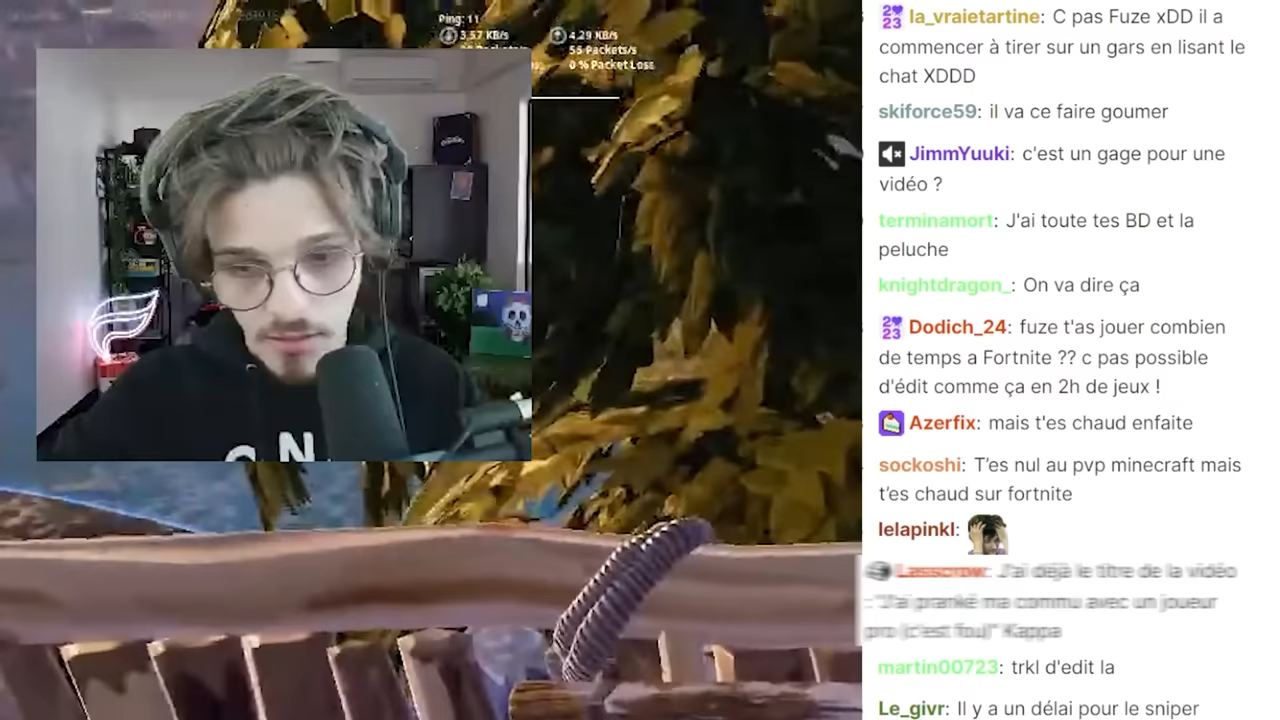 Ping: 11
3.57 KB/s
4.29 KB/s
55 Packets/s
0 % Packet Loss
la_vraietartine: C pas Fuze xDD il a
commencer à tirer sur un gars en lisant le
chat XDDD
skiforce59: il va ce faire goumer
JimmYuuki: c'est un gage pour une
vidéo ?
terminamort: J'ai toute tes BD et la
peluche
knightdragon_: On va dire ça
Dodich_24: fuze t'as jouer combien
de temps a Fortnite ?? c pas possible
d'édit comme ça en 2h de jeux !
Azerfix: mais t'es chaud enfaite
sockoshi: T'es nul au pvp minecraft mais
t'es chaud sur fortnite
lelapinkl:
J'ai déjà le titre de la vidéo
: "J'ai pranké ma commu avec un joueur
pro (c'est fou)" Kappa
martin00723: trkl d'edit la
Le_givr: Il y a un délai pour le sniper